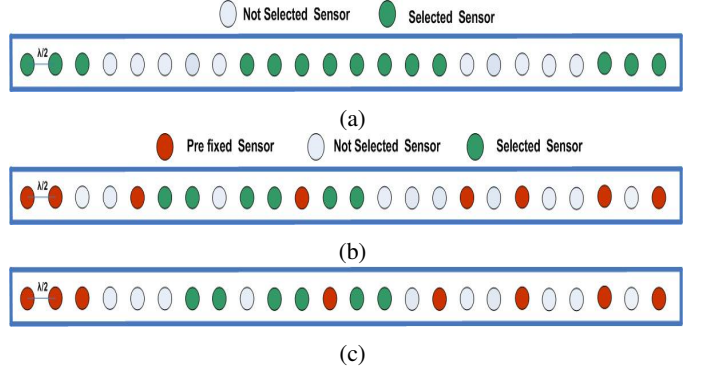 Not Selected Sensor Selected Sensor
λ/2
(a)
Pre fixed Sensor Not Selected Sensor Selected Sensor
λ/2
(b)
λ/2
(c)